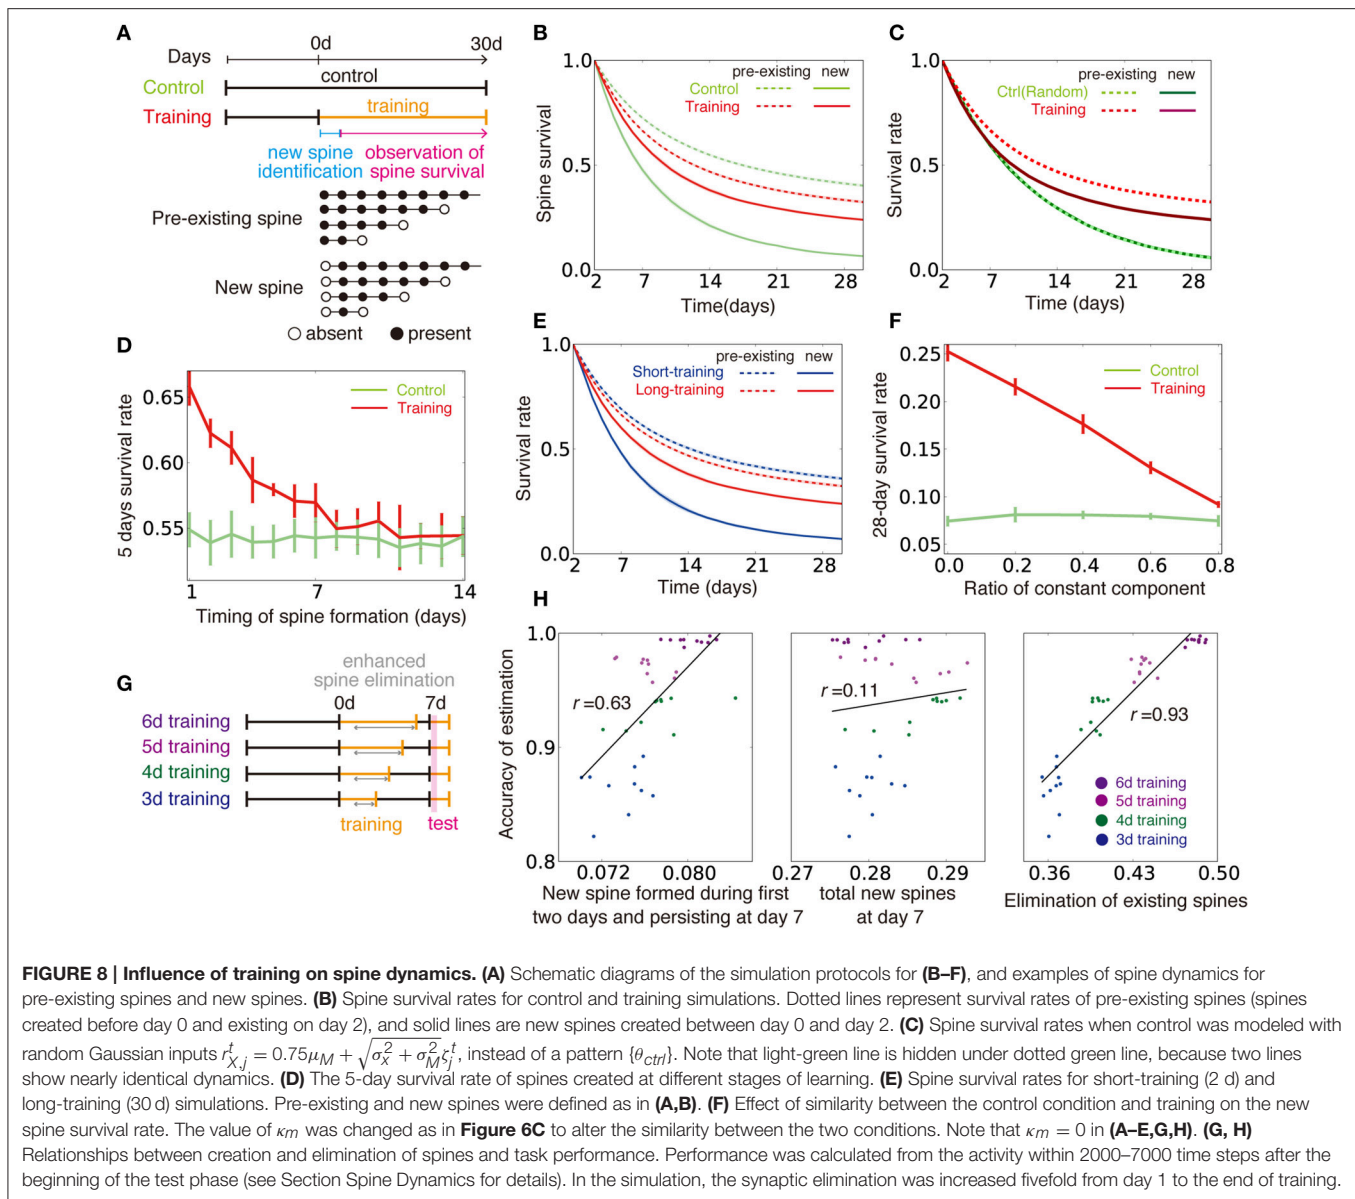 A
Days
0d
30d
Control
control
Training
training
new spine
identification
observation of
spine survival
Pre-existing spine
New spine
absent
present
B
1.0
0.5
0.0
Spine survival
pre-existing
new
Control
Training
2
7
14
21
28
Time(days)
C
1.0
0.5
0.0
Survival rate
pre-existing
new
Ctrl(Random)
Training
2
7
14
21
28
Time (days)
D
5 days survival rate
0.65
0.60
0.55
Control
Training
1
7
14
Timing of spine formation (days)
E
1.0
0.5
0.0
Survival rate
pre-existing
new
Short-training
Long-training
2
7
14
21
28
Time (days)
F
28-day survival rate
0.25
0.20
0.15
0.10
0.05
Control
Training
0.0
0.2
0.4
0.6
0.8
Ratio of constant component
G
enhanced
spine elimination
0d
7d
6d training
5d training
4d training
3d training
training
test
H
Accuracy of estimation
1.0
0.9
0.8
r=0.63
0.072
0.080
New spine formed during first
two days and persisting at day 7
r=0.11
0.27
0.28
0.29
total new spines
at day 7
r=0.93
6d training
5d training
4d training
3d training
0.36
0.43
0.50
Elimination of existing spines
FIGURE 8 | Influence of training on spine dynamics. (A) Schematic diagrams of the simulation protocols for (B–F), and examples of spine dynamics for
pre-existing spines and new spines. (B) Spine survival rates for control and training simulations. Dotted lines represent survival rates of pre-existing spines (spines
created before day 0 and existing on day 2), and solid lines are new spines created between day 0 and day 2. (C) Spine survival rates when control was modeled with
random Gaussian inputs r^t_{X,j} = 0.75μ_M + √(σ_x^2 + σ_M^2)ζ_j^t, instead of a pattern {θ_ctrl}. Note that light-green line is hidden under dotted green line, because two lines
show nearly identical dynamics. (D) The 5-day survival rate of spines created at different stages of learning. (E) Spine survival rates for short-training (2 d) and
long-training (30 d) simulations. Pre-existing and new spines were defined as in (A,B). (F) Effect of similarity between the control condition and training on the new
spine survival rate. The value of κ_m was changed as in Figure 6C to alter the similarity between the two conditions. Note that κ_m = 0 in (A–E,G,H). (G, H)
Relationships between creation and elimination of spines and task performance. Performance was calculated from the activity within 2000–7000 time steps after the
beginning of the test phase (see Section Spine Dynamics for details). In the simulation, the synaptic elimination was increased fivefold from day 1 to the end of training.